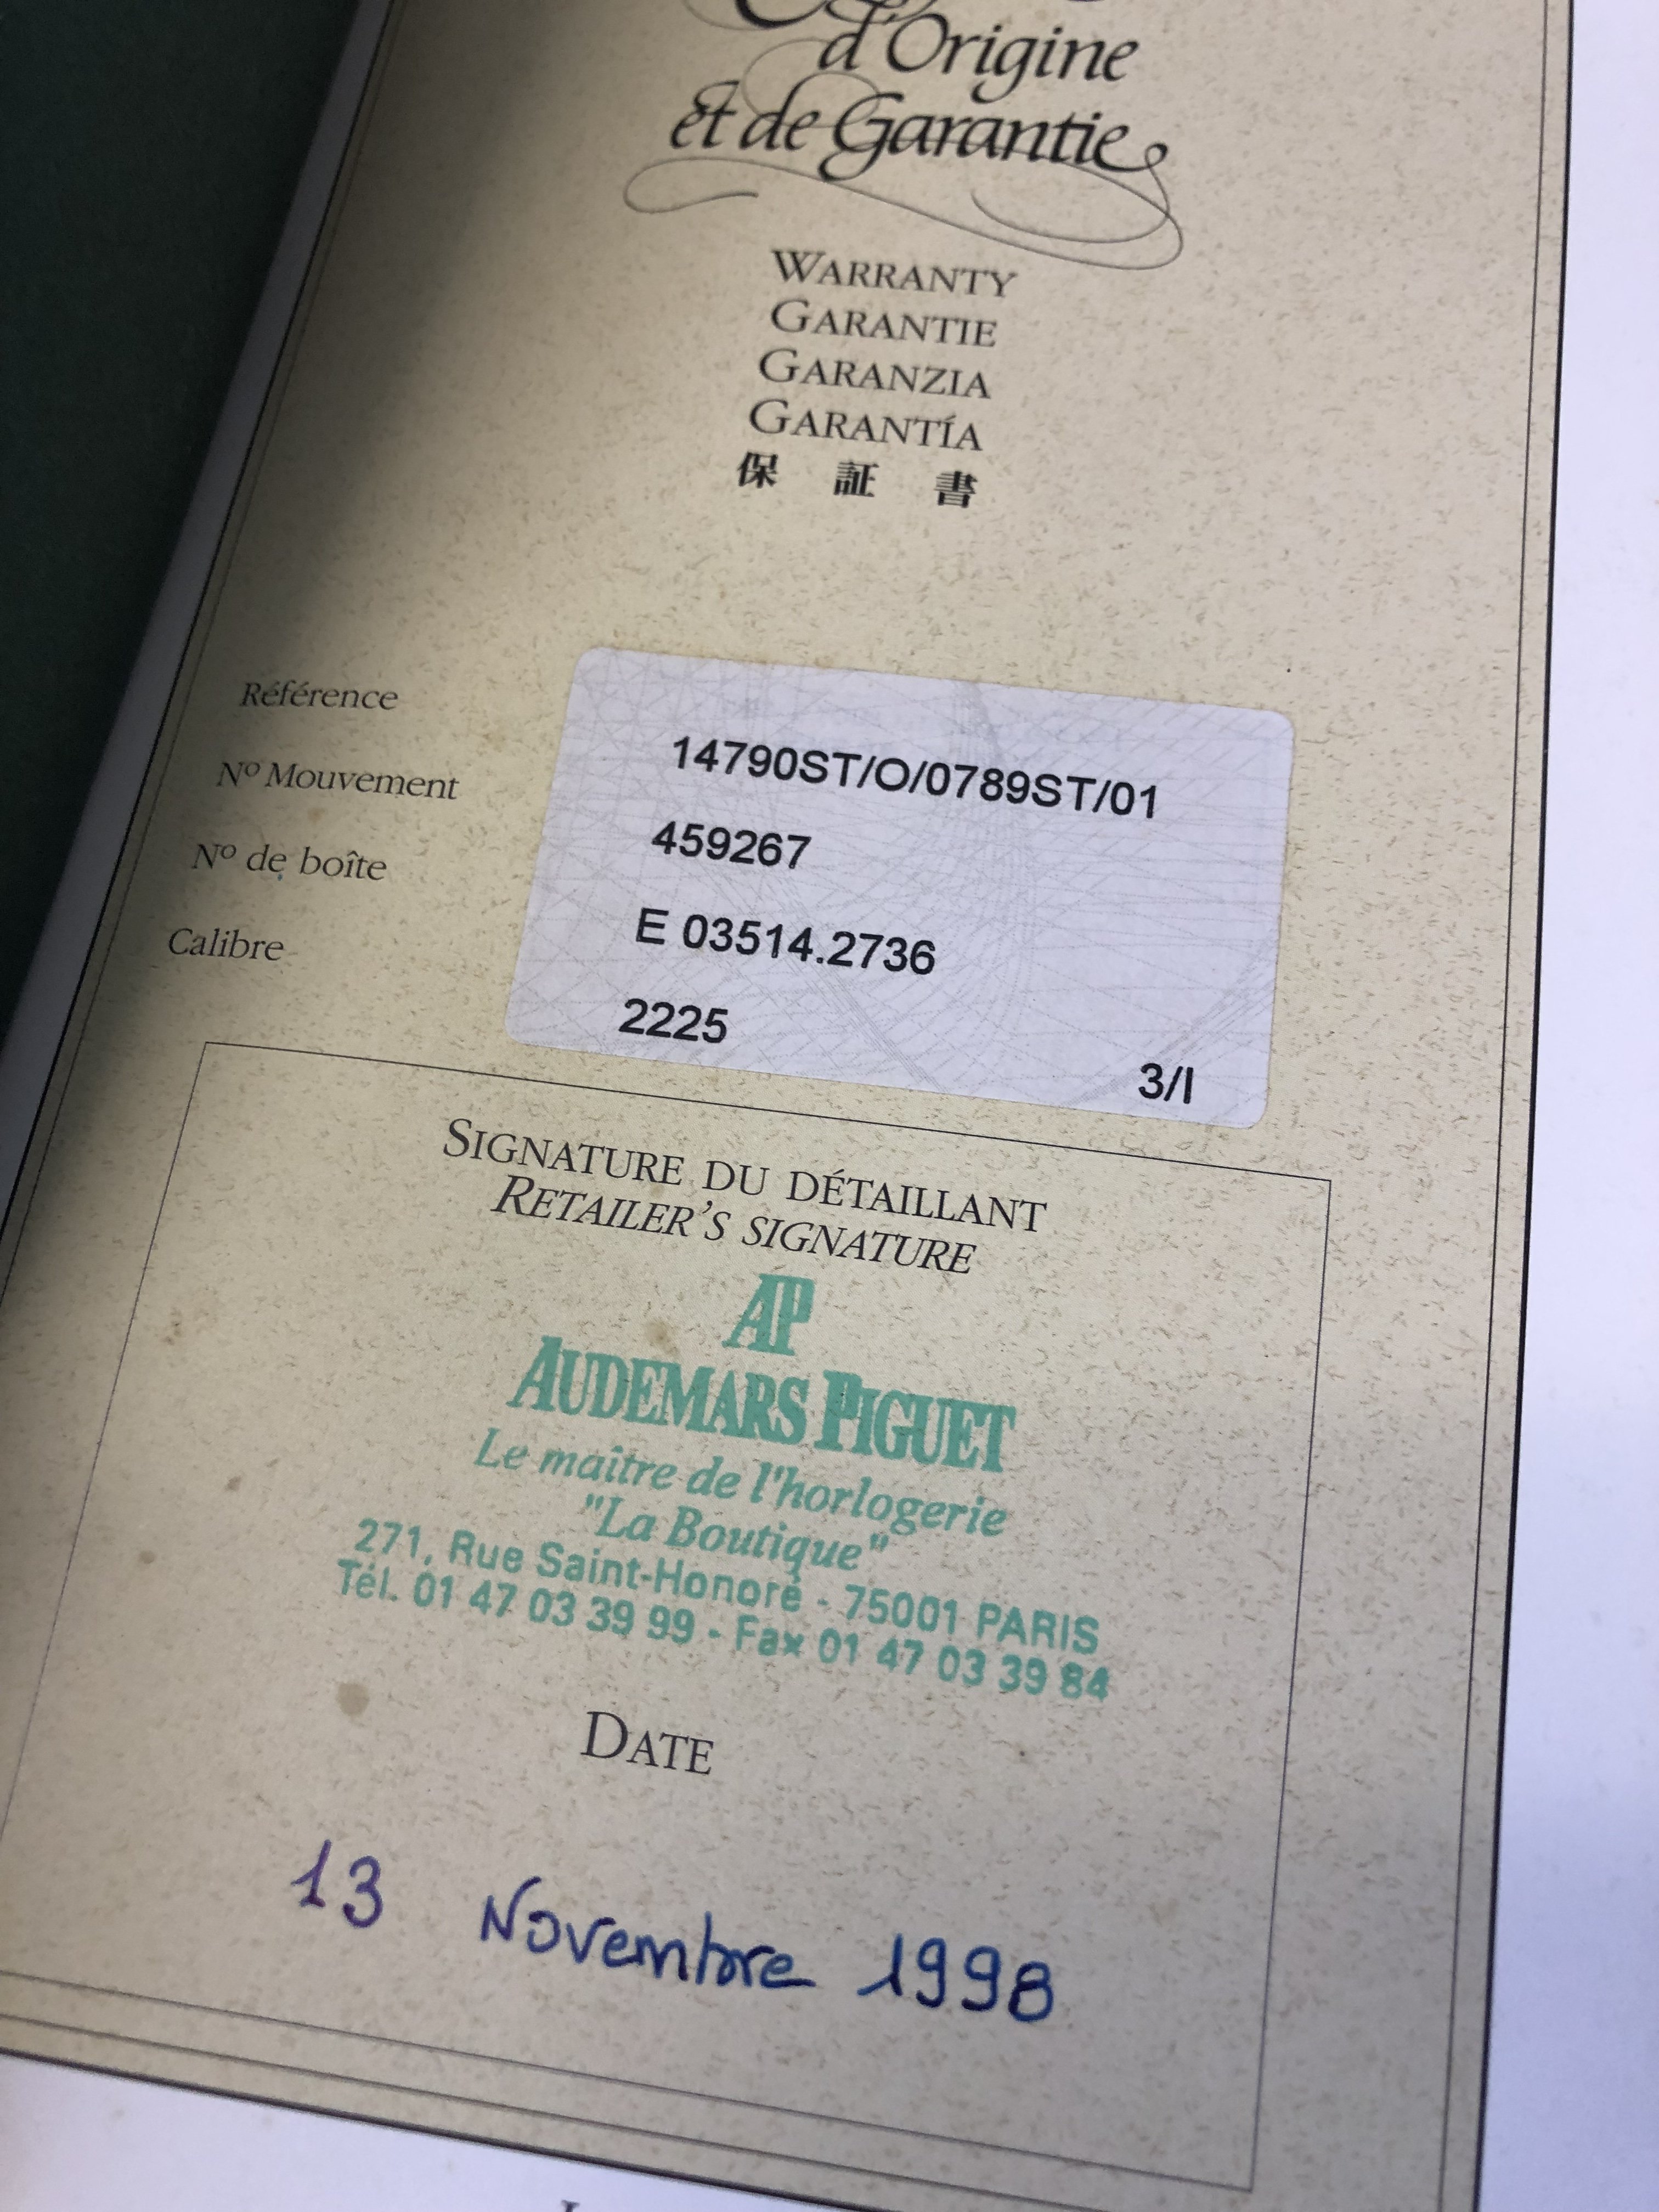 d'Origine
et de Garantie
WARRANTY
GARANTIE
GARANZIA
GARANTÍA
保 証 書
Référence 14790ST/O/0789ST/01
Nº Mouvement 459267
Nº de boîte E 03514.2736
Calibre 2225
3/I
SIGNATURE DU DÉTAILLANT
RETAILER'S SIGNATURE
AP
AUDEMARS PIGUET
Le maître de l'horlogerie
"La Boutique"
271, Rue Saint-Honoré - 75001 PARIS
Tél. 01 47 03 39 99 - Fax 01 47 03 39 84
DATE
13 Novembre 1998